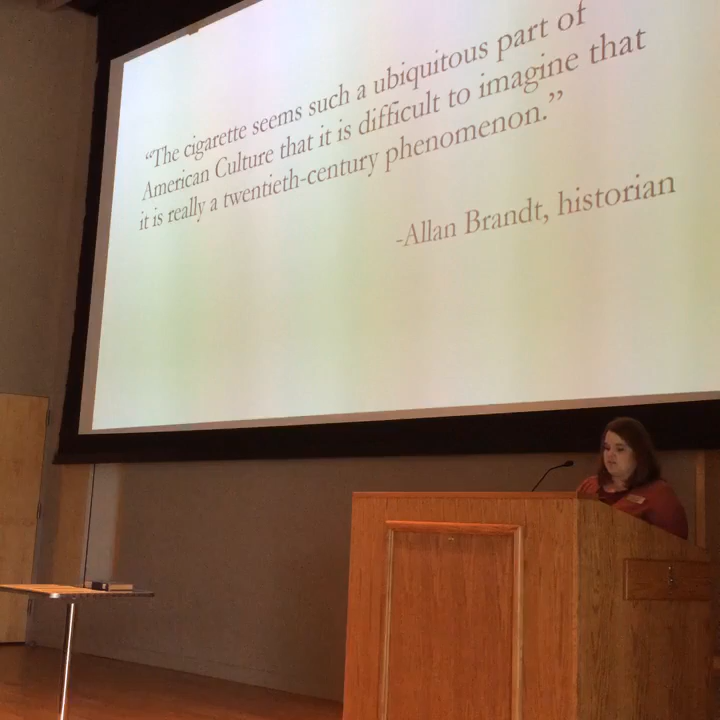 “The cigarette seems such a ubiquitous part of
American Culture that it is difficult to imagine that
it is really a twentieth-century phenomenon.”
-Allan Brandt, historian